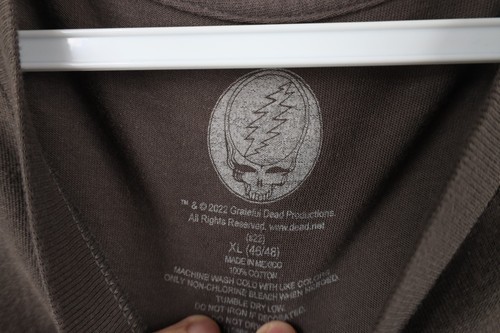 ™ & © 2022 Grateful Dead Productions.
All Rights Reserved. www.dead.net
(s22)
XL (46/48)
MADE IN MEXICO
100% COTTON
MACHINE WASH COLD WITH LIKE COLORS
ONLY NON-CHLORINE BLEACH WHEN NEEDED.
TUMBLE DRY LOW.
DO NOT IRON IF DECORATED.
NOT